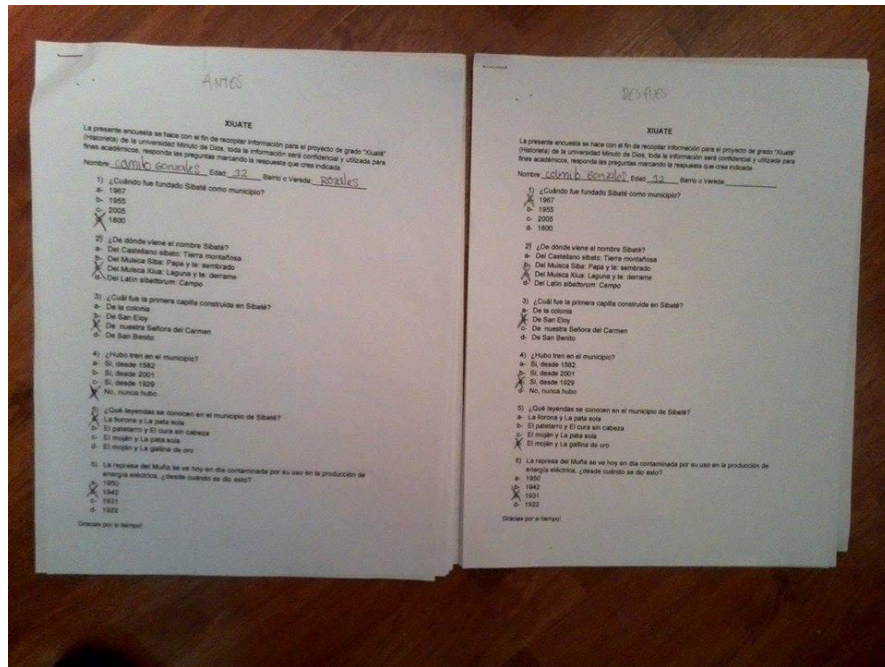 ANTES
XIUATE
La presente encuesta se hace con el fin de recopilar información para el proyecto de grado "Xiuaté"
(Historieta) de la universidad Minuto de Dios, toda la información será confidencial y utilizada para
fines académicos, responda las preguntas marcando la respuesta que crea indicada.
Nombre: camilo Gonzales Edad: 12 Barrio o Vereda: Rosales
1) ¿Cuándo fue fundado Sibaté como municipio?
a- 1967
b- 1955
c- 2005
1800
2) ¿De dónde viene el nombre Sibaté?
a- Del Castellano sibato: Tierra montañosa
b- Del Muisca Siba: Papa y te: sembrado
Del Muisca Xiua: Laguna y te: derrame
d- Del Latín sibattorum: Campo
3) ¿Cuál fue la primera capilla construida en Sibaté?
a- De la colonia
b- De San Eloy
De nuestra Señora del Carmen
d- De San Benito
4) ¿Hubo tren en el municipio?
a- Si, desde 1582
b- Si, desde 2001
c- Si, desde 1929
No, nunca hubo
5) ¿Qué leyendas se conocen en el municipio de Sibaté?
La llorona y La pata sola
b- El patetarro y El cura sin cabeza
c- El moján y La pata sola
d- El moján y La gallina de oro
6) La represa del Muña se ve hoy en día contaminada por su uso en la producción de
energía eléctrica, ¿desde cuándo se dio esto?
a- 1950
1942
c- 1931
d- 1922
Gracias por su tiempo!
DESPUES
XIUATE
La presente encuesta se hace con el fin de recopilar información para el proyecto de grado "Xiuaté"
(Historieta) de la universidad Minuto de Dios, toda la información será confidencial y utilizada para
fines académicos, responda las preguntas marcando la respuesta que crea indicada.
Nombre: camilo Gonzalez Edad: 12 Barrio o Vereda:
1) ¿Cuándo fue fundado Sibaté como municipio?
1967
b- 1955
c- 2005
d- 1800
2) ¿De dónde viene el nombre Sibaté?
a- Del Castellano sibato: Tierra montañosa
b- Del Muisca Siba: Papa y te: sembrado
Del Muisca Xiua: Laguna y te: derrame
d- Del Latín sibattorum: Campo
3) ¿Cuál fue la primera capilla construida en Sibaté?
a- De la colonia
De San Eloy
c- De nuestra Señora del Carmen
d- De San Benito
4) ¿Hubo tren en el municipio?
a- Si, desde 1582
b- Si, desde 2001
Si, desde 1929
d- No, nunca hubo
5) ¿Qué leyendas se conocen en el municipio de Sibaté?
a- La llorona y La pata sola
b- El patetarro y El cura sin cabeza
c- El moján y La pata sola
El moján y La gallina de oro
6) La represa del Muña se ve hoy en día contaminada por su uso en la producción de
energía eléctrica, ¿desde cuándo se dio esto?
a- 1950
b- 1942
1931
d- 1922
Gracias por su tiempo!